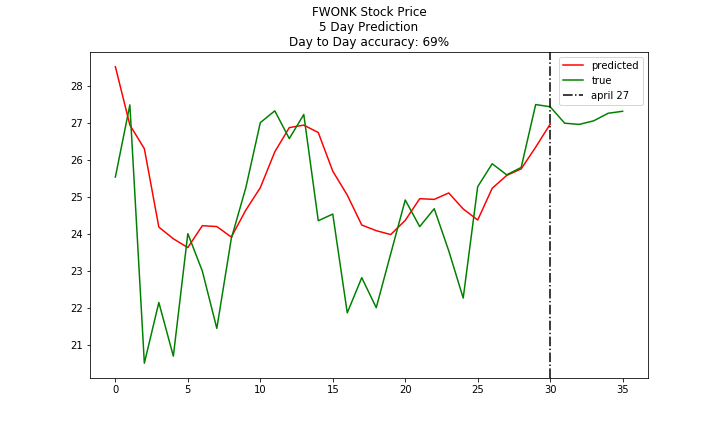 FWONK Stock Price
5 Day Prediction
Day to Day accuracy: 69%
predicted
true
april 27
28
27
26
25
24
23
22
21
0 5 10 15 20 25 30 35